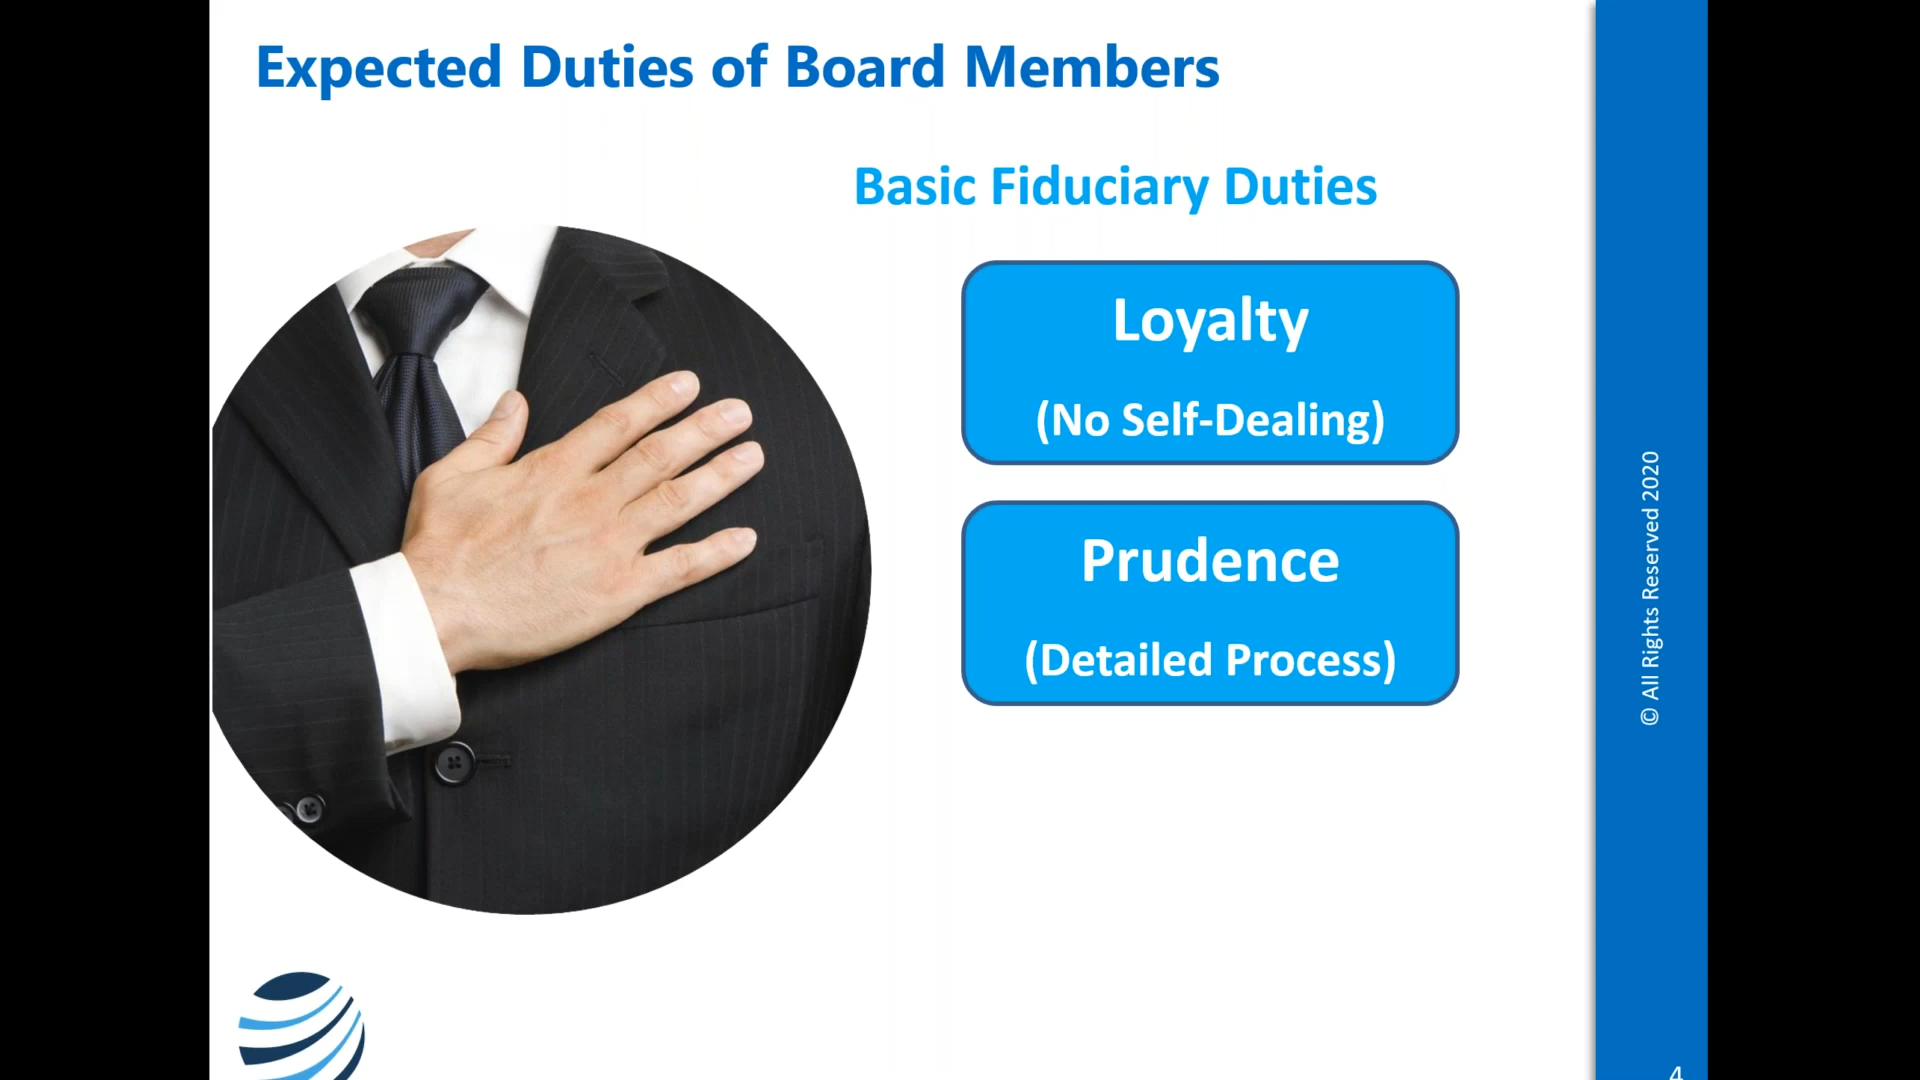 Expected Duties of Board Members
Basic Fiduciary Duties
Loyalty
(No Self-Dealing)
Prudence
(Detailed Process)
© All Rights Reserved 2020
4